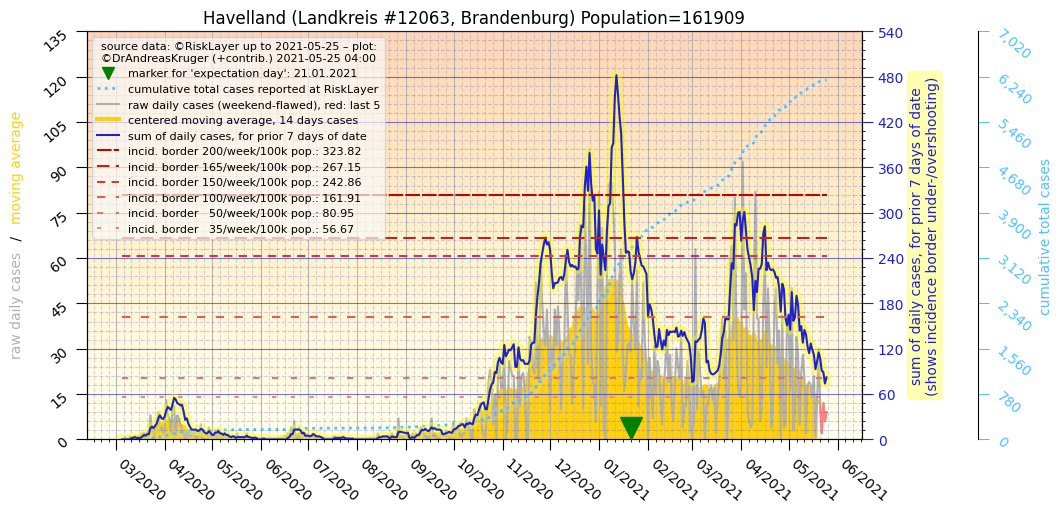 Havelland (Landkreis #12063, Brandenburg) Population=161909
source data: ©RiskLayer up to 2021-05-25 – plot:
©DrAndreasKruger (+contrib.) 2021-05-25 04:00
marker for 'expectation day': 21.01.2021
cumulative total cases reported at RiskLayer
raw daily cases (weekend-flawed), red: last 5
centered moving average, 14 days cases
sum of daily cases, for prior 7 days of date
incid. border 200/week/100k pop.: 323.82
incid. border 165/week/100k pop.: 267.15
incid. border 150/week/100k pop.: 242.86
incid. border 100/week/100k pop.: 161.91
incid. border   50/week/100k pop.: 80.95
incid. border   35/week/100k pop.: 56.67
raw daily cases  /  moving average
135
120
105
90
75
60
45
30
15
0
03/2020
04/2020
05/2020
06/2020
07/2020
08/2020
09/2020
10/2020
11/2020
12/2020
01/2021
02/2021
03/2021
04/2021
05/2021
06/2021
540
480
420
360
300
240
180
120
60
0
sum of daily cases, for prior 7 days of date
(shows incidence border under-/overshooting)
7,020
6,240
5,460
4,680
3,900
3,120
2,340
1,560
780
0
cumulative total cases